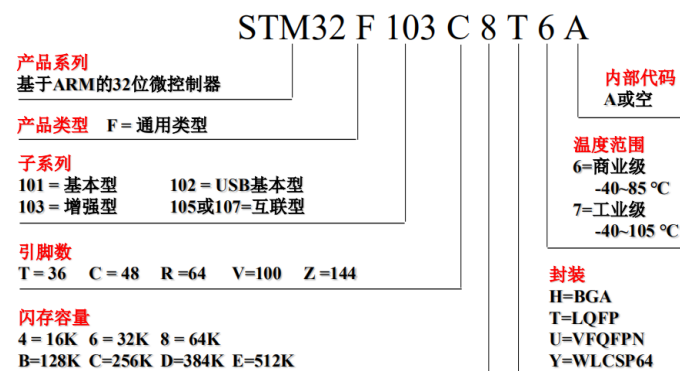 STM32 F 103 C 8 T 6 A
产品系列
基于ARM的32位微控制器
产品类型 F = 通用类型
子系列
101 = 基本型 102 = USB基本型
103 = 增强型 105或107=互联型
引脚数
T = 36 C = 48 R =64 V=100 Z =144
闪存容量
4 = 16K 6 = 32K 8 = 64K
B=128K C=256K D=384K E=512K
内部代码
A或空
温度范围
6=商业级
-40~85 ℃
7=工业级
-40~105 ℃
封装
H=BGA
T=LQFP
U=VFQFPN
Y=WLCSP64